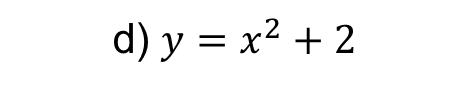 d) y = x² + 2